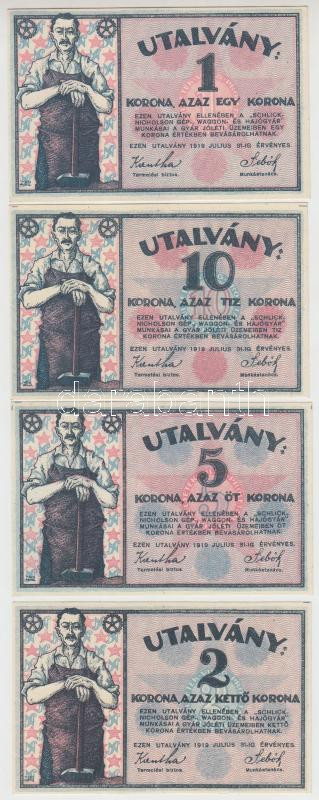 UTALVÁNY:
1
KORONA, AZAZ EGY KORONA
EZEN UTALVÁNY ELLENÉBEN A "SCHLICK,
NICHOLSON GÉP-, WAGGON- ÉS HAJÓGYÁR"
MUNKÁSAI A GYÁR JÓLÉTI ÜZEMEIBEN EGY
KORONA ÉRTÉKBEN BEVÁSÁROLHATNAK.
EZEN UTALVÁNY 1919 JULIUS 31-IG ÉRVÉNYES.
Termelési biztos. Munkástanács.
UTALVÁNY:
10
KORONA, AZAZ TIZ KORONA
EZEN UTALVÁNY ELLENÉBEN A "SCHLICK,
NICHOLSON GÉP-, WAGGON- ÉS HAJÓGYÁR"
MUNKÁSAI A GYÁR JÓLÉTI ÜZEMEIBEN TIZ
KORONA ÉRTÉKBEN BEVÁSÁROLHATNAK.
EZEN UTALVÁNY 1919 JULIUS 31-IG ÉRVÉNYES.
Termelési biztos. Munkástanács.
darabanth
UTALVÁNY:
5
KORONA, AZAZ ÖT KORONA
EZEN UTALVÁNY ELLENÉBEN A "SCHLICK,
NICHOLSON GÉP-, WAGGON- ÉS HAJÓGYÁR"
MUNKÁSAI A GYÁR JÓLÉTI ÜZEMEIBEN ÖT
KORONA ÉRTÉKBEN BEVÁSÁROLHATNAK.
EZEN UTALVÁNY 1919 JULIUS 31-IG ÉRVÉNYES.
Termelési biztos. Munkástanács.
UTALVÁNY:
2
KORONA, AZAZ KETTŐ KORONA
EZEN UTALVÁNY ELLENÉBEN A "SCHLICK,
NICHOLSON GÉP-, WAGGON- ÉS HAJÓGYÁR"
MUNKÁSAI A GYÁR JÓLÉTI ÜZEMEIBEN KETTŐ
KORONA ÉRTÉKBEN BEVÁSÁROLHATNAK.
EZEN UTALVÁNY 1919 JULIUS 31-IG ÉRVÉNYES.
Termelési biztos. Munkástanács.